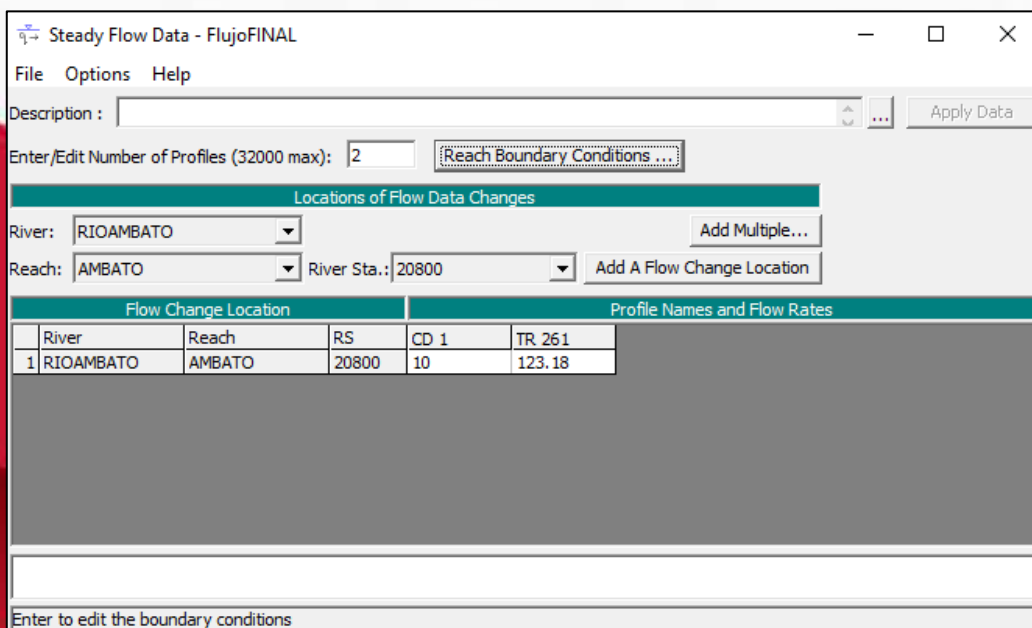 Steady Flow Data - FlujoFINAL
File Options Help
Description :
... Apply Data
Enter/Edit Number of Profiles (32000 max): 2 Reach Boundary Conditions ...
Locations of Flow Data Changes
River: RIOAMBATO Add Multiple...
Reach: AMBATO River Sta.: 20800 Add A Flow Change Location
Flow Change Location Profile Names and Flow Rates
River Reach RS CD 1 TR 261
1 RIOAMBATO AMBATO 20800 10 123.18
Enter to edit the boundary conditions